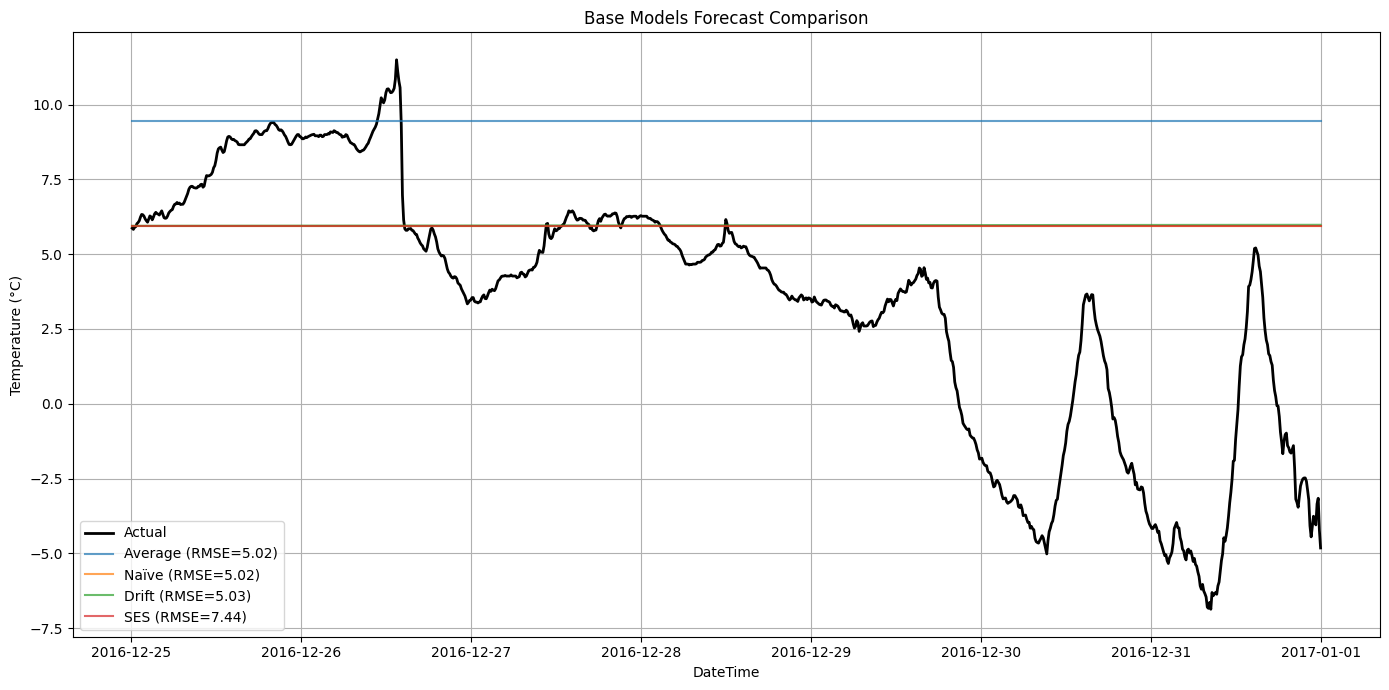 Base Models Forecast Comparison
Temperature (°C)
10.0
7.5
5.0
2.5
0.0
−2.5
−5.0
−7.5
Actual
Average (RMSE=5.02)
Naïve (RMSE=5.02)
Drift (RMSE=5.03)
SES (RMSE=7.44)
2016-12-25
2016-12-26
2016-12-27
2016-12-28
2016-12-29
2016-12-30
2016-12-31
2017-01-01
DateTime